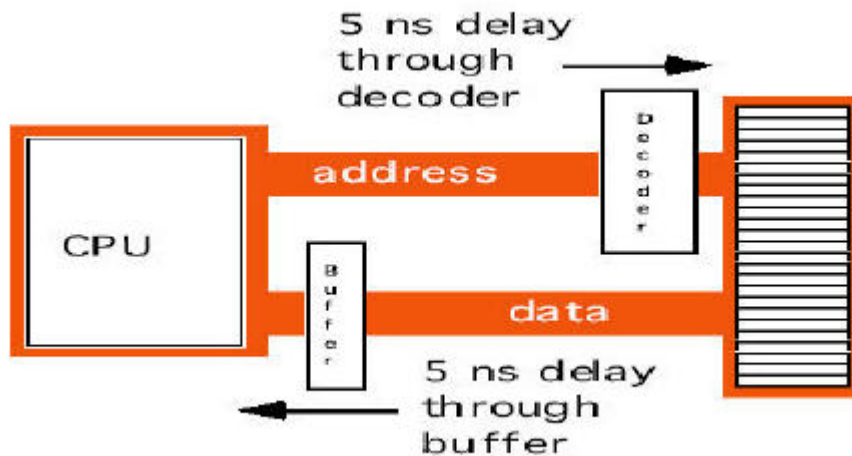 5 ns delay
through
decoder
Decoder
address
CPU
Buffer
data
5 ns delay
through
buffer